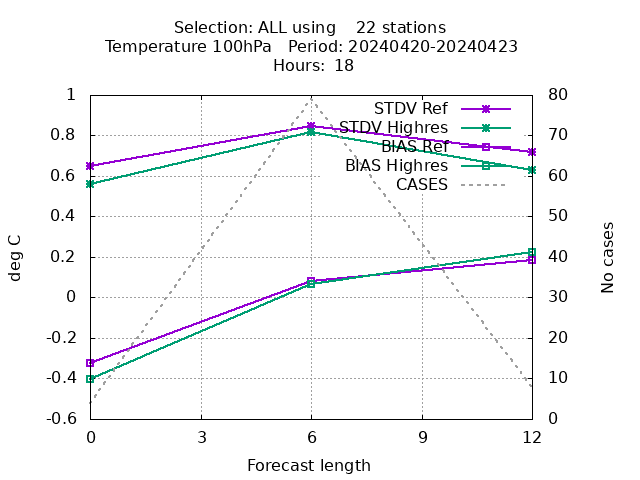 Selection: ALL using    22 stations
Temperature 100hPa   Period: 20240420-20240423
Hours:  18
STDV Ref
STDV Highres
BIAS Ref
BIAS Highres
CASES
1
0.8
0.6
0.4
0.2
0
-0.2
-0.4
-0.6
80
70
60
50
40
30
20
10
0
deg C
No cases
0 3 6 9 12
Forecast length